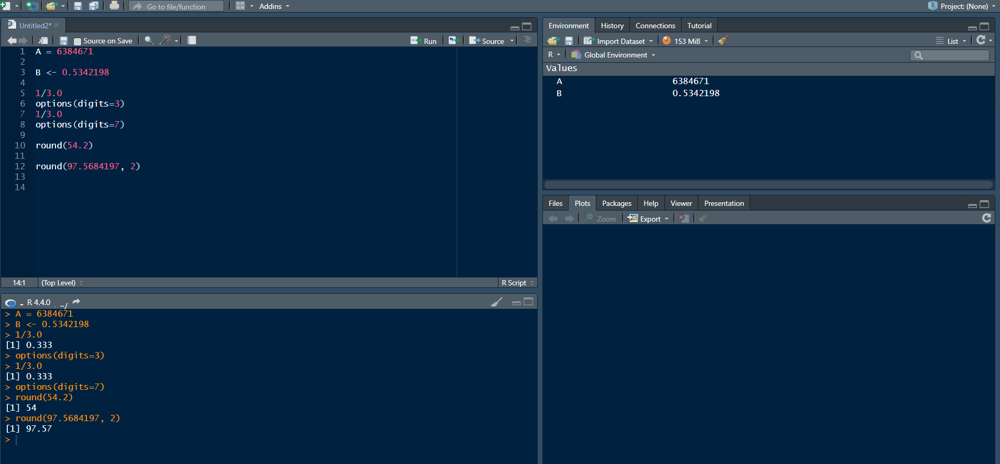 Go to file/function
Addins
Project: (None)
Untitled2*
Source on Save
Run
Source
1 A = 6384671
2
3 B <- 0.5342198
4
5 1/3.0
6 options(digits=3)
7 1/3.0
8 options(digits=7)
9
10 round(54.2)
11
12 round(97.5684197, 2)
13
14
14:1 (Top Level) R Script
R 4.4.0 . ~/
> A = 6384671
> B <- 0.5342198
> 1/3.0
[1] 0.333
> options(digits=3)
> 1/3.0
[1] 0.333
> options(digits=7)
> round(54.2)
[1] 54
> round(97.5684197, 2)
[1] 97.57
>
Environment History Connections Tutorial
Import Dataset 153 MiB List
R Global Environment
Values
A 6384671
B 0.5342198
Files Plots Packages Help Viewer Presentation
Zoom Export